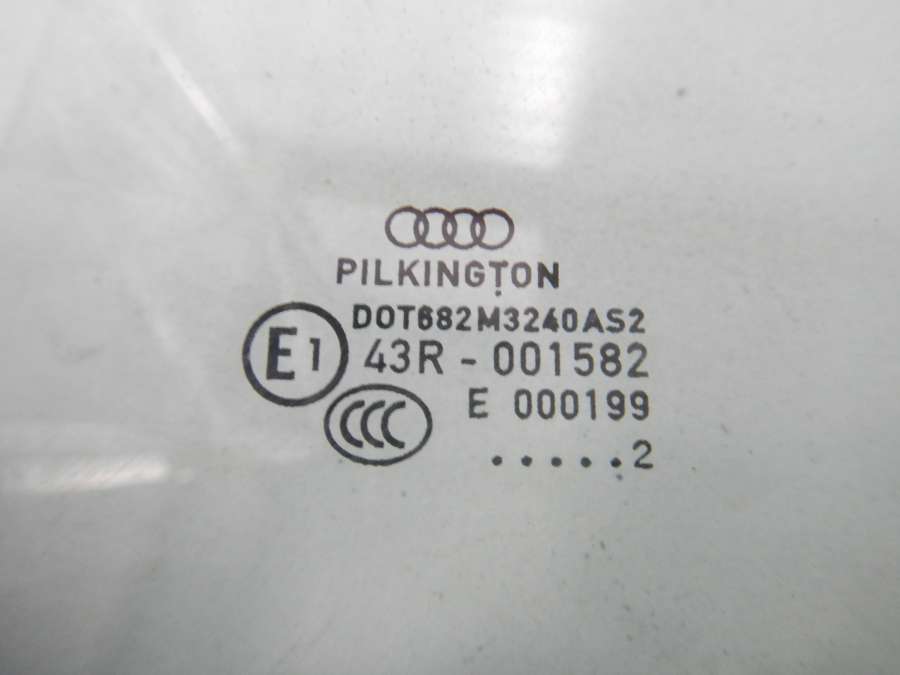 PILKINGTON
DOT682M3240AS2
E1 43R - 001582
CCC E 000199
.....2